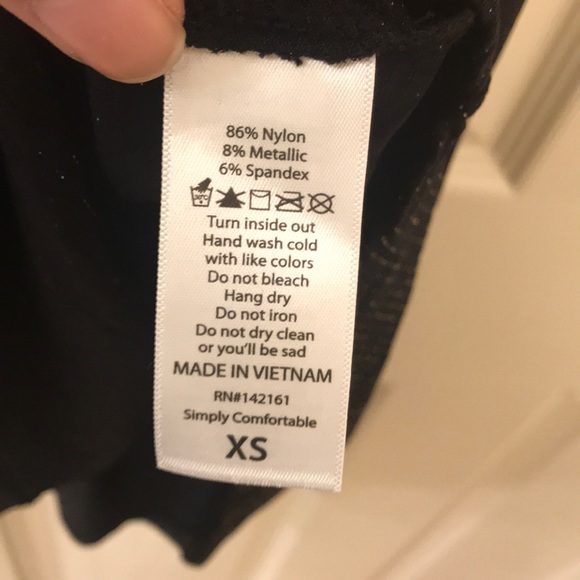 86% Nylon
8% Metallic
6% Spandex
Turn inside out
Hand wash cold
with like colors
Do not bleach
Hang dry
Do not iron
Do not dry clean
or you'll be sad
MADE IN VIETNAM
RN#142161
Simply Comfortable
XS